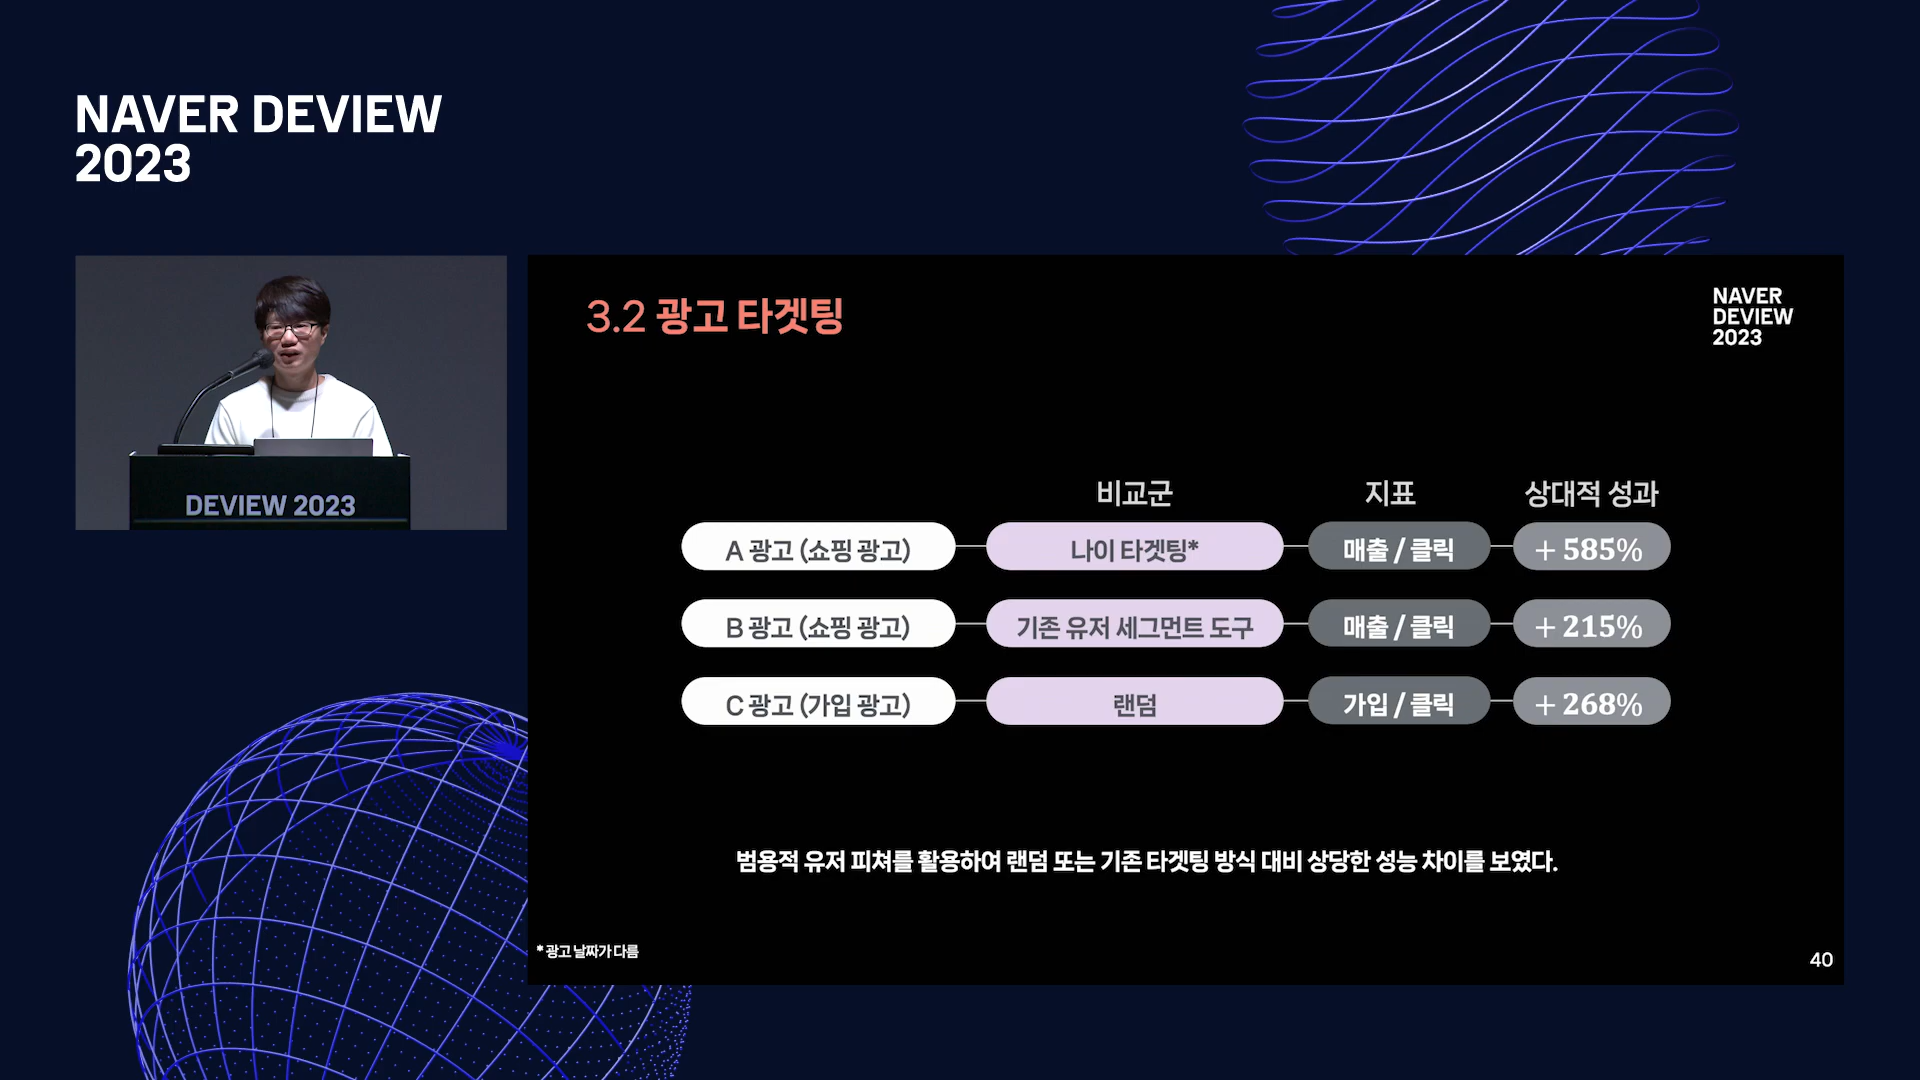 NAVER DEVIEW
2023
DEVIEW 2023
3.2 광고 타겟팅
NAVER
DEVIEW
2023
비교군 지표 상대적 성과
A 광고 (쇼핑 광고) 나이 타겟팅* 매출 / 클릭 + 585%
B 광고 (쇼핑 광고) 기존 유저 세그먼트 도구 매출 / 클릭 + 215%
C 광고 (가입 광고) 랜덤 가입 / 클릭 + 268%
범용적 유저 피쳐를 활용하여 랜덤 또는 기존 타겟팅 방식 대비 상당한 성능 차이를 보였다.
* 광고 날짜가 다름
40